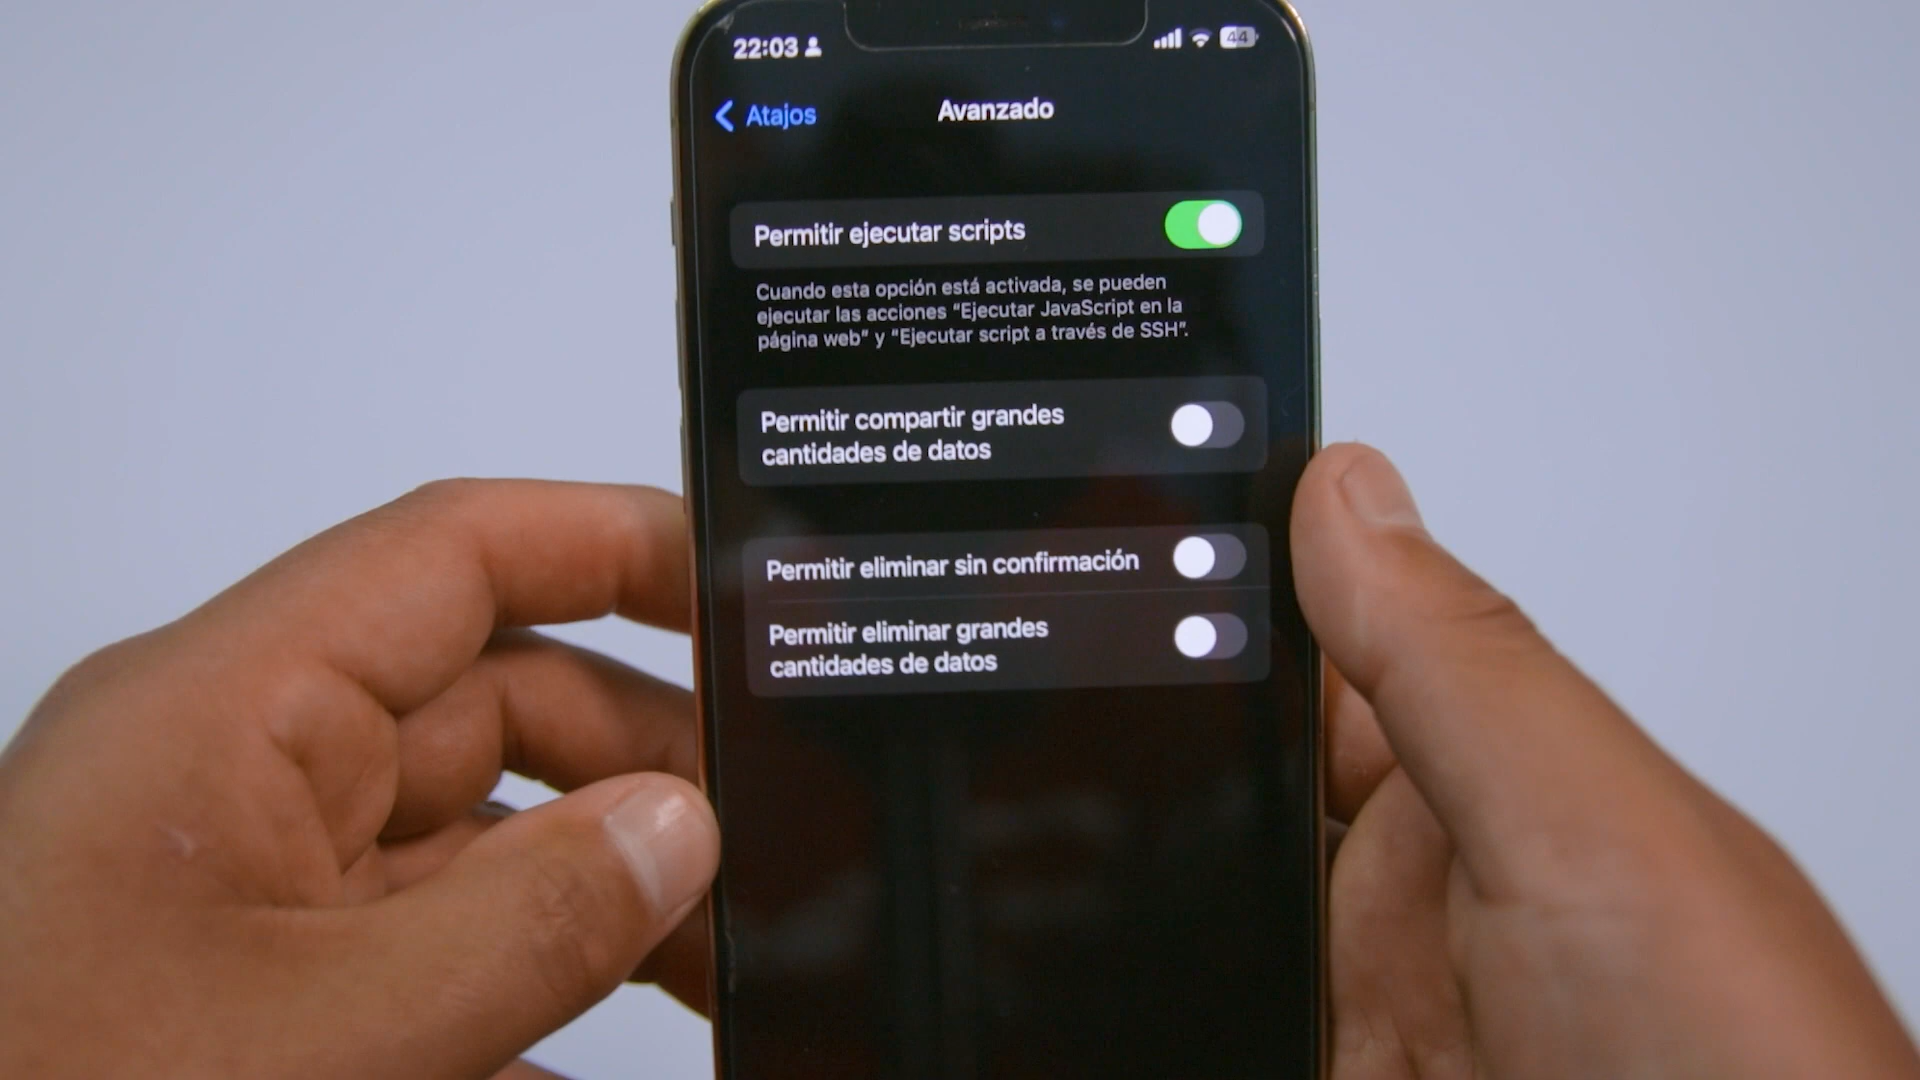 22:03
44
Atajos
Avanzado
Permitir ejecutar scripts
Cuando esta opción está activada, se pueden
ejecutar las acciones “Ejecutar JavaScript en la
página web” y “Ejecutar script a través de SSH”.
Permitir compartir grandes
cantidades de datos
Permitir eliminar sin confirmación
Permitir eliminar grandes
cantidades de datos